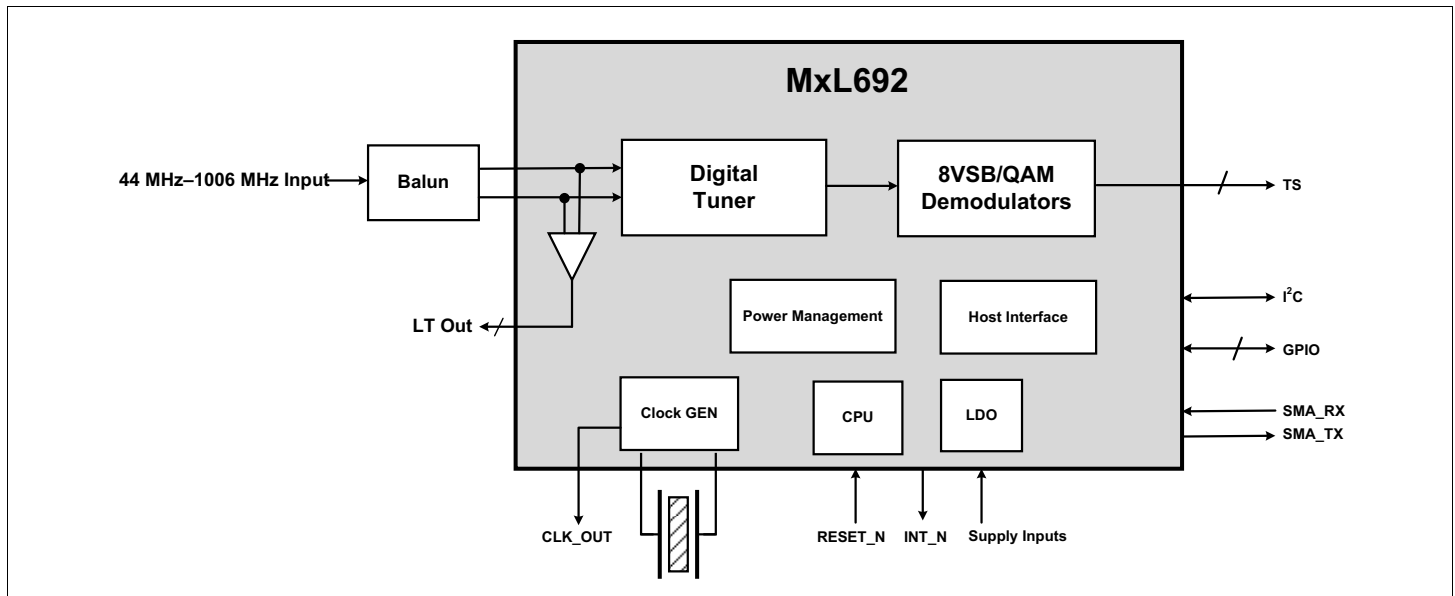 MxL692
44 MHz–1006 MHz Input
Balun
Digital
Tuner
8VSB/QAM
Demodulators
TS
LT Out
Power Management
Host Interface
I²C
GPIO
Clock GEN
CPU
LDO
SMA_RX
SMA_TX
CLK_OUT
RESET_N
INT_N
Supply Inputs